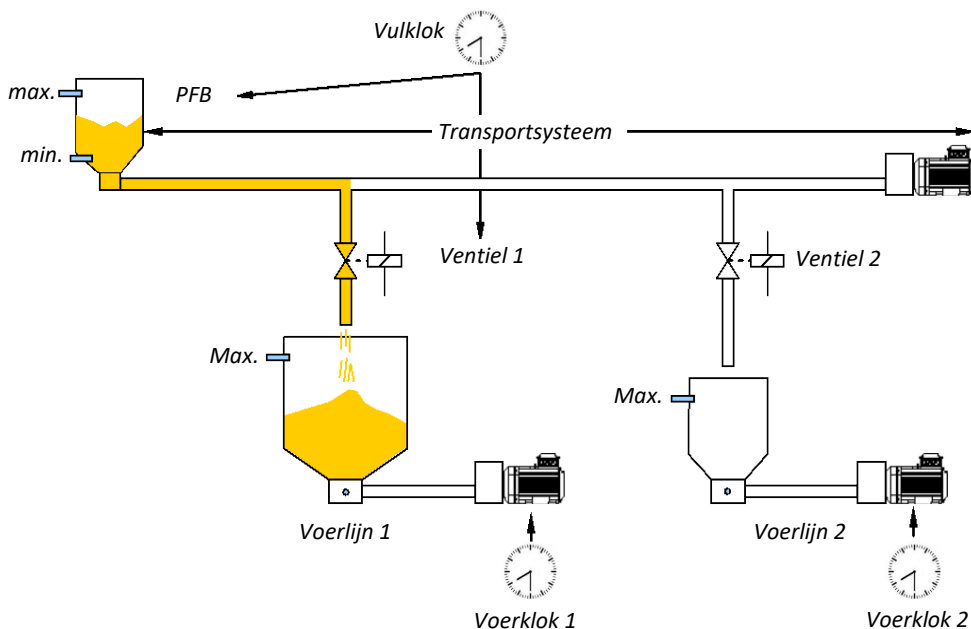 Vulklok
max.
PFB
Transportsysteem
min.
Ventiel 1
Ventiel 2
Max.
Max.
Voerlijn 1
Voerlijn 2
Voerklok 1
Voerklok 2